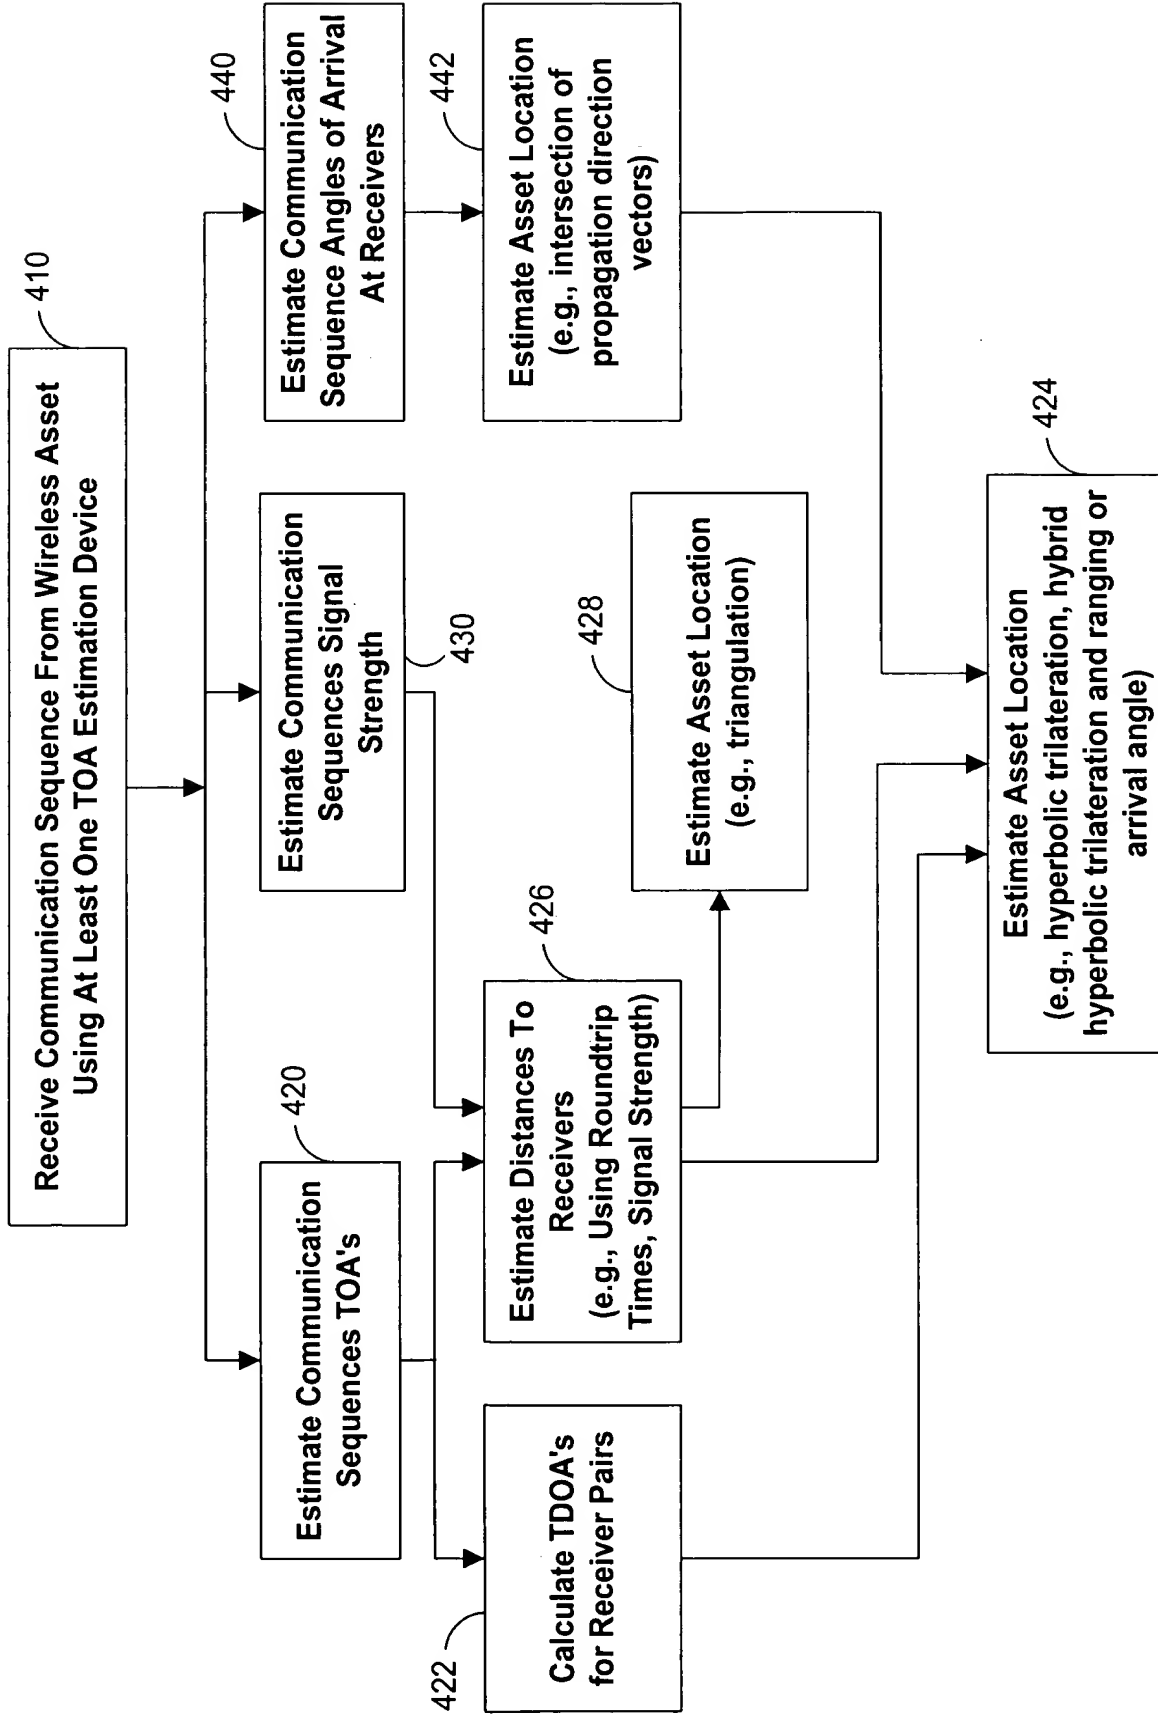 410
Receive Communication Sequence From Wireless Asset
Using At Least One TOA Estimation Device
420
Estimate Communication
Sequences TOA's
Estimate Communication
Sequences Signal
Strength
430
440
Estimate Communication
Sequence Angles of Arrival
At Receivers
422
Calculate TDOA's
for Receiver Pairs
426
Estimate Distances To
Receivers
(e.g., Using Roundtrip
Times, Signal Strength)
442
Estimate Asset Location
(e.g., intersection of
propagation direction
vectors)
428
Estimate Asset Location
(e.g., triangulation)
424
Estimate Asset Location
(e.g., hyperbolic trilateration, hybrid
hyperbolic trilateration and ranging or
arrival angle)